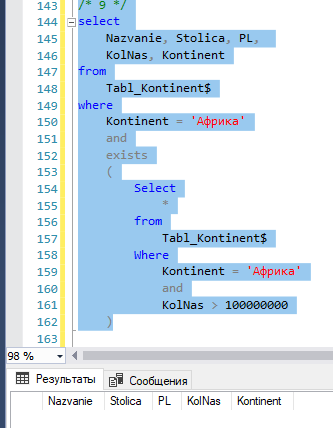 143 /* 9 */
144 select
145 Nazvanie, Stolica, PL,
146 KolNas, Kontinent
147 from
148 Tabl_Kontinent$
149 where
150 Kontinent = 'Африка'
151 and
152 exists
153 (
154 Select
155 *
156 from
157 Tabl_Kontinent$
158 Where
159 Kontinent = 'Африка'
160 and
161 KolNas > 100000000
162 )
163
98 %
Результаты Сообщения
Nazvanie Stolica PL KolNas Kontinent